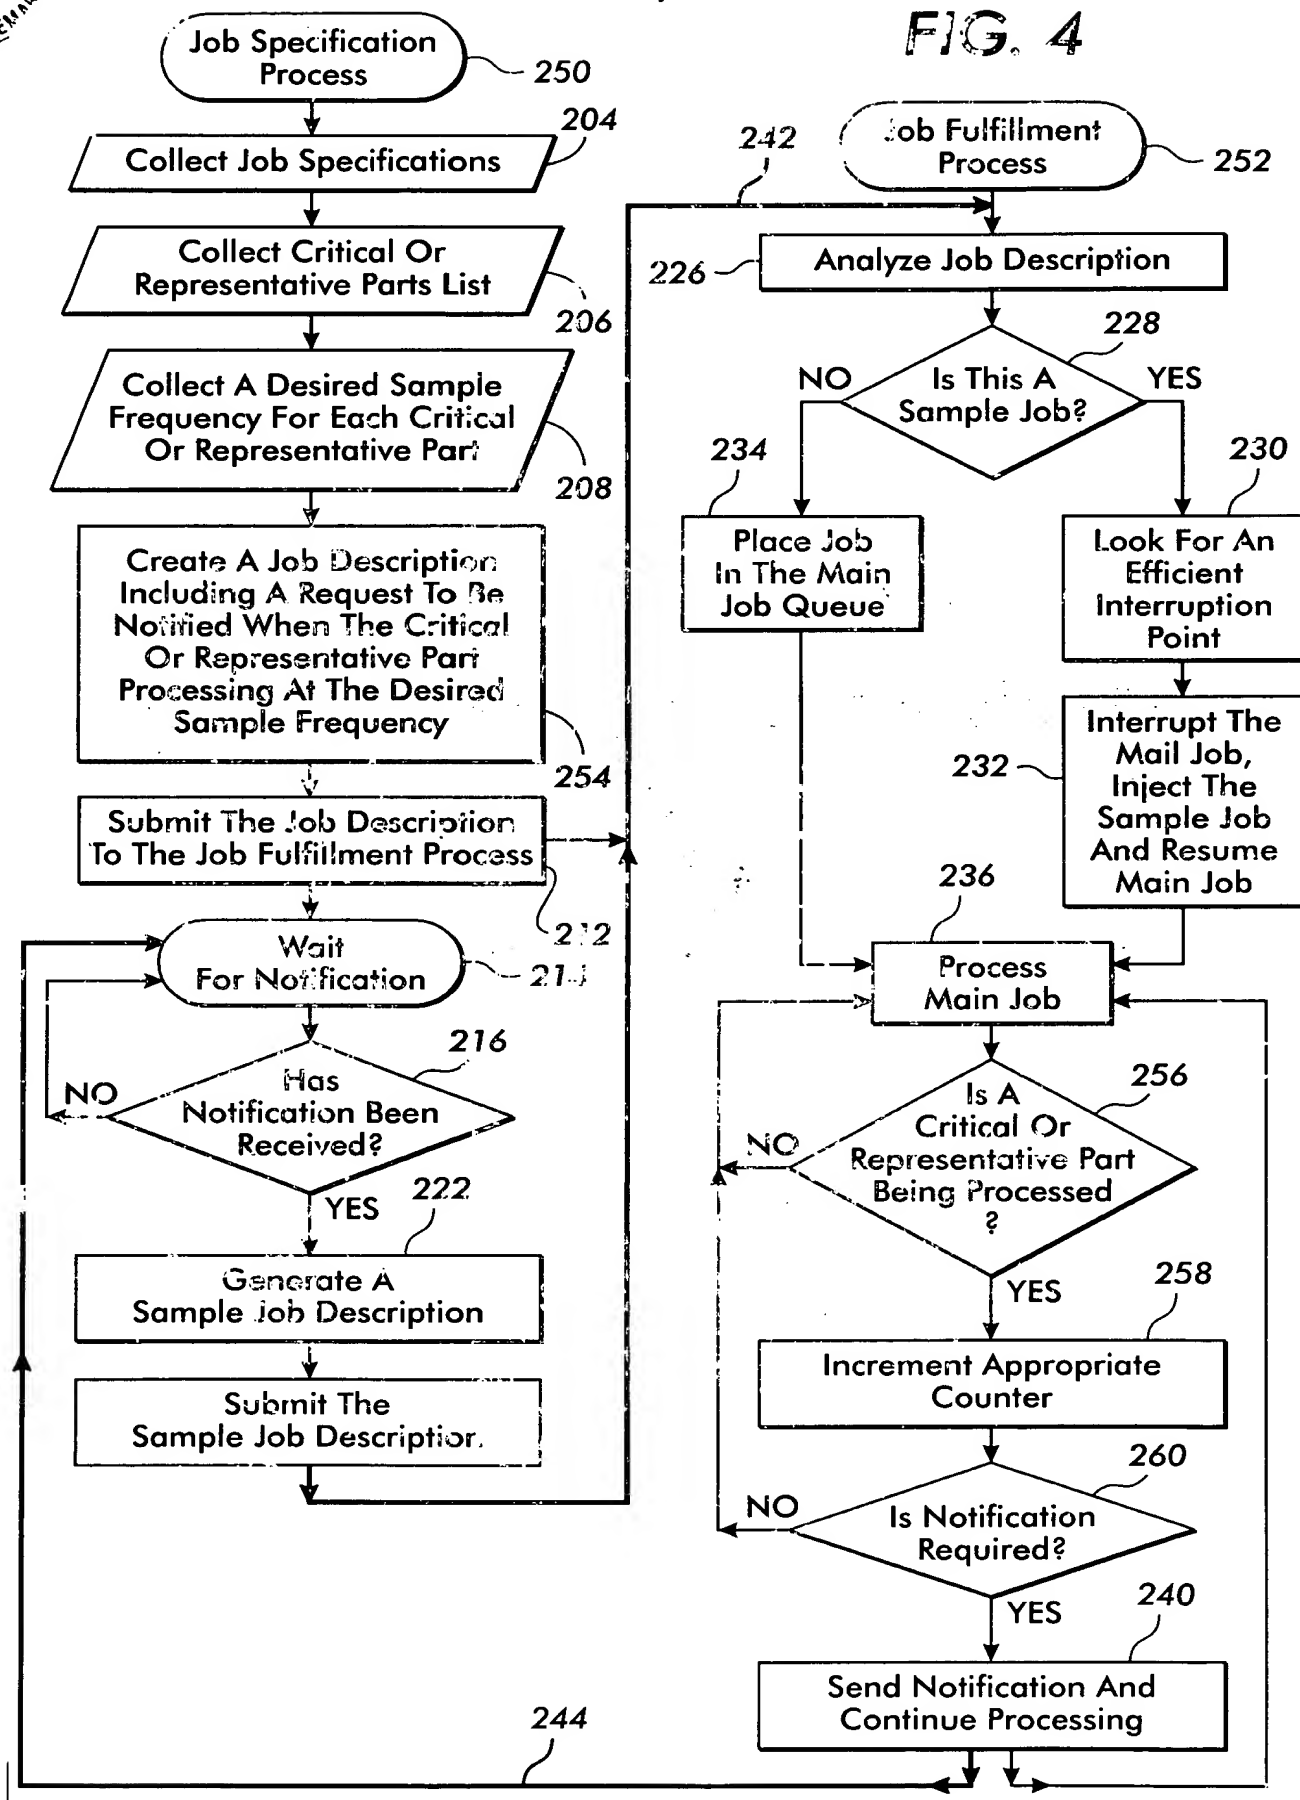 FIG. 4
Job Specification
Process
250
204
Collect Job Specifications
Collect Critical Or
Representative Parts List
206
Collect A Desired Sample
Frequency For Each Critical
Or Representative Part
208
Create A Job Description
Including A Request To Be
Notified When The Critical
Or Representative Part
Processing At The Desired
Sample Frequency
254
Submit The Job Description
To The Job Fulfillment Process
212
Wait
For Notification
214
216
Has
Notification Been
Received?
NO
YES
222
Generate A
Sample Job Description
Submit The
Sample Job Description
244
242
Job Fulfillment
Process
252
226
Analyze Job Description
228
Is This A
Sample Job?
NO
YES
234
Place Job
In The Main
Job Queue
230
Look For An
Efficient
Interruption
Point
232
Interrupt The
Mail Job,
Inject The
Sample Job
And Resume
Main Job
236
Process
Main Job
256
Is A
Critical Or
Representative Part
Being Processed
?
NO
YES
258
Increment Appropriate
Counter
260
Is Notification
Required?
NO
YES
240
Send Notification And
Continue Processing